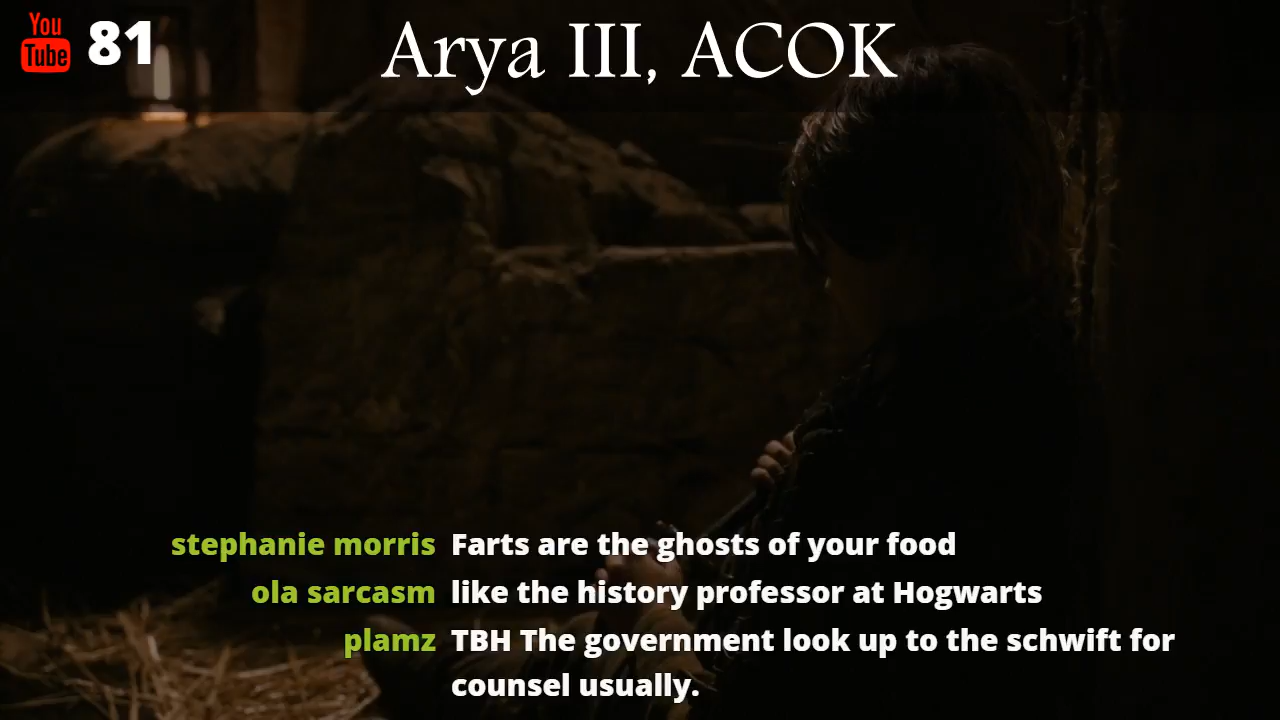 You
Tube
81
Arya III, ACOK
stephanie morris Farts are the ghosts of your food
ola sarcasm like the history professor at Hogwarts
plamz TBH The government look up to the schwift for
counsel usually.